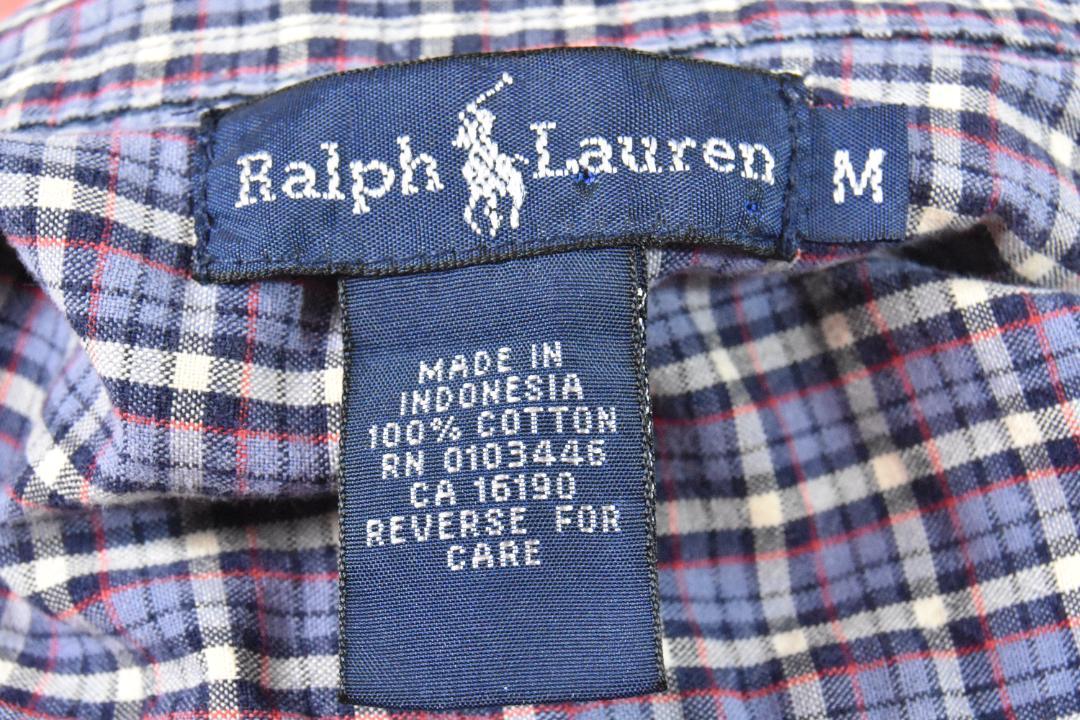 Ralph Lauren
M
MADE IN
INDONESIA
100% COTTON
RN 0103446
CA 16190
REVERSE FOR
CARE